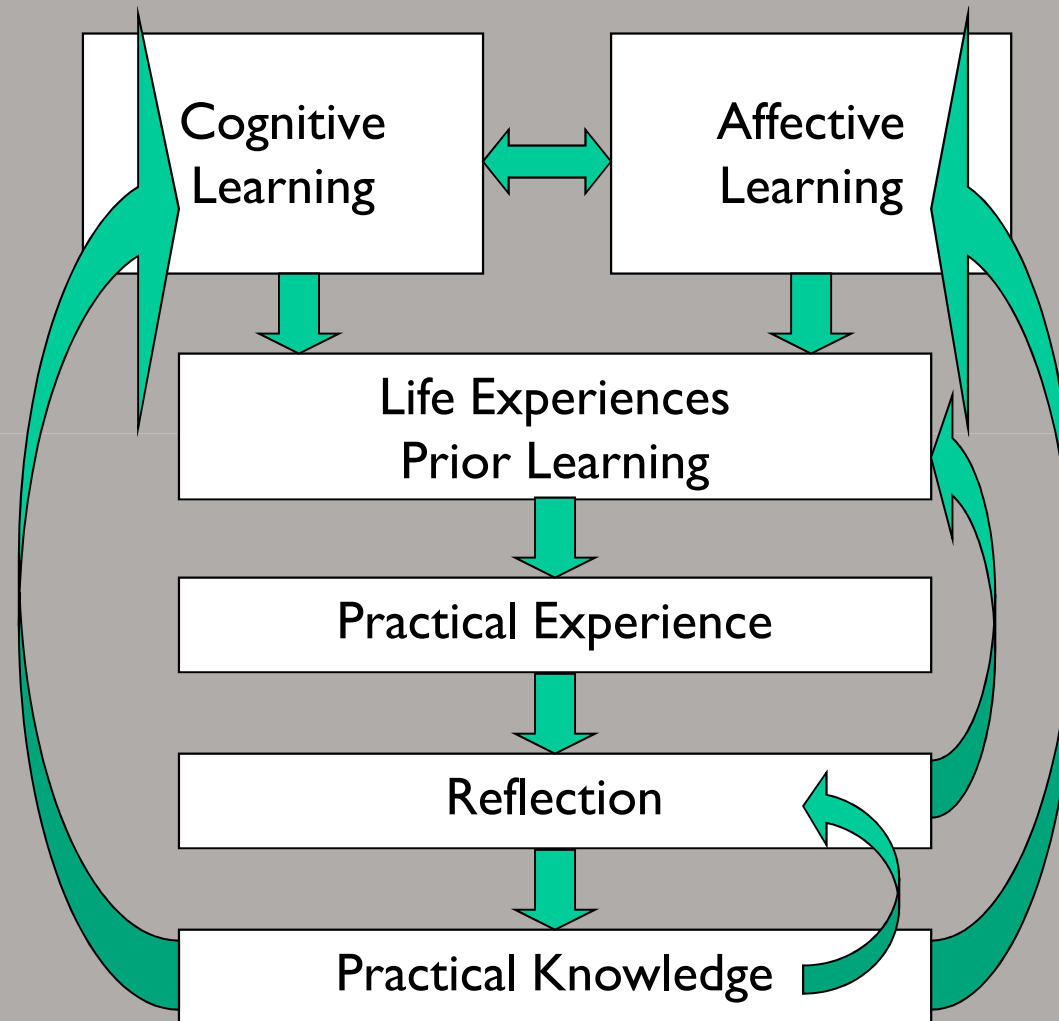 Cognitive
Learning
Affective
Learning
Life Experiences
Prior Learning
Practical Experience
Reflection
Practical Knowledge